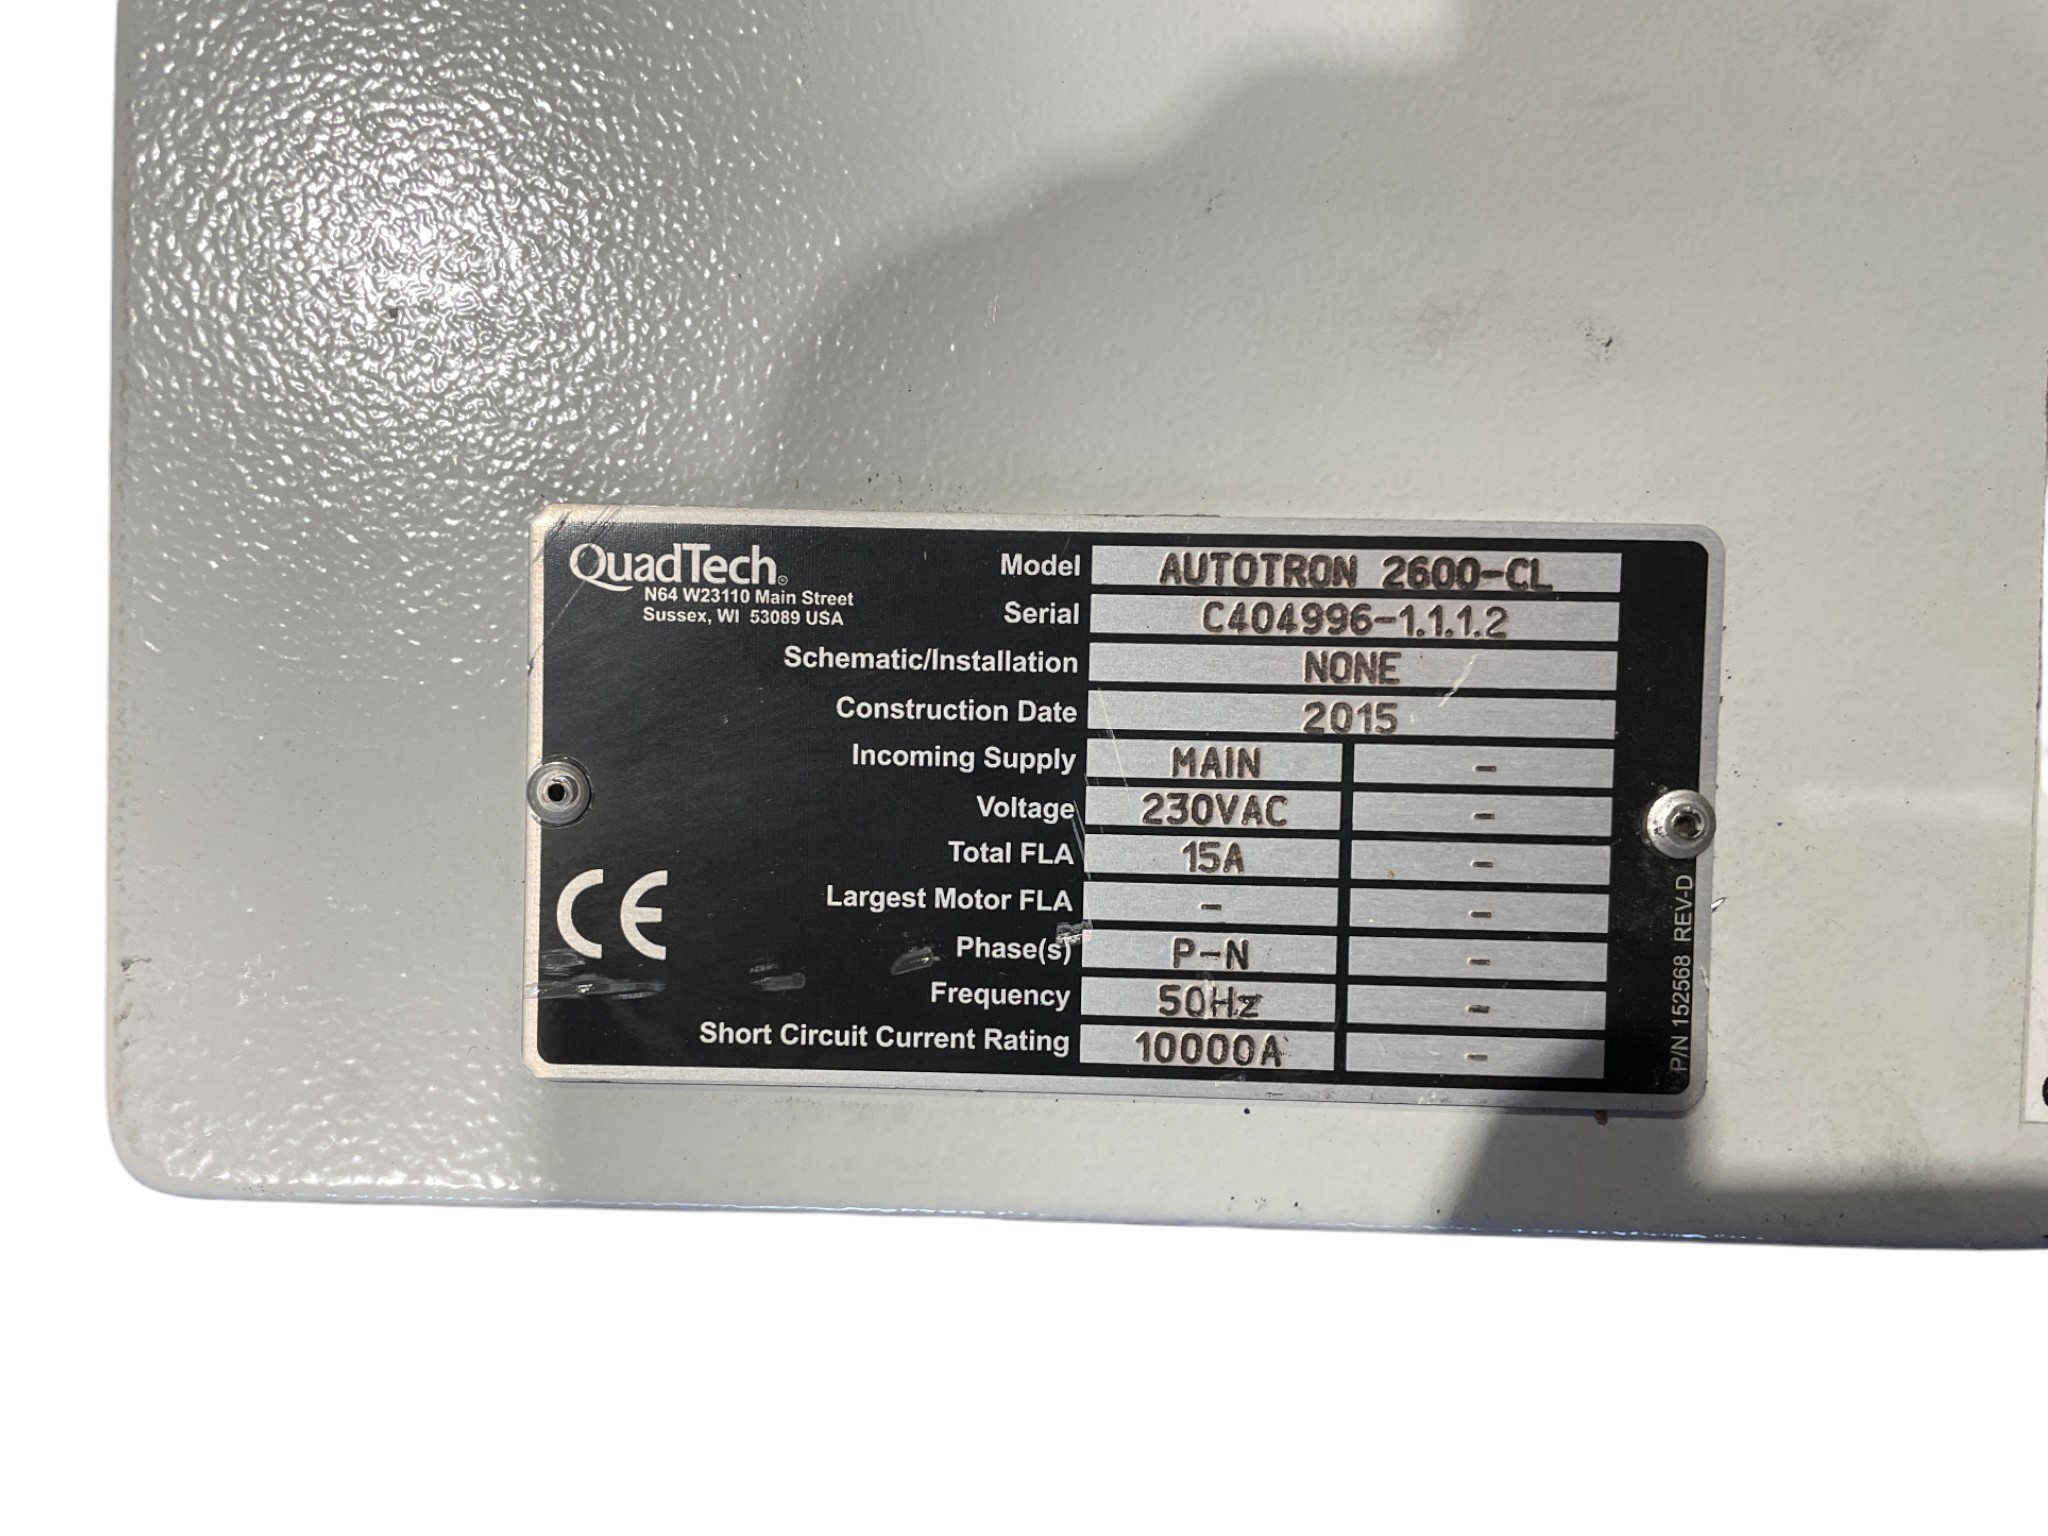 QuadTech®
N64 W23110 Main Street
Sussex, WI 53089 USA
Model AUTOTRON 2600-CL
Serial C404996-1.1.1.2
Schematic/Installation NONE
Construction Date 2015
Incoming Supply MAIN -
Voltage 230VAC -
Total FLA 15A -
Largest Motor FLA - -
Phase(s) P-N -
Frequency 50Hz -
Short Circuit Current Rating 10000A -
CE
P/N 152568 REV-D